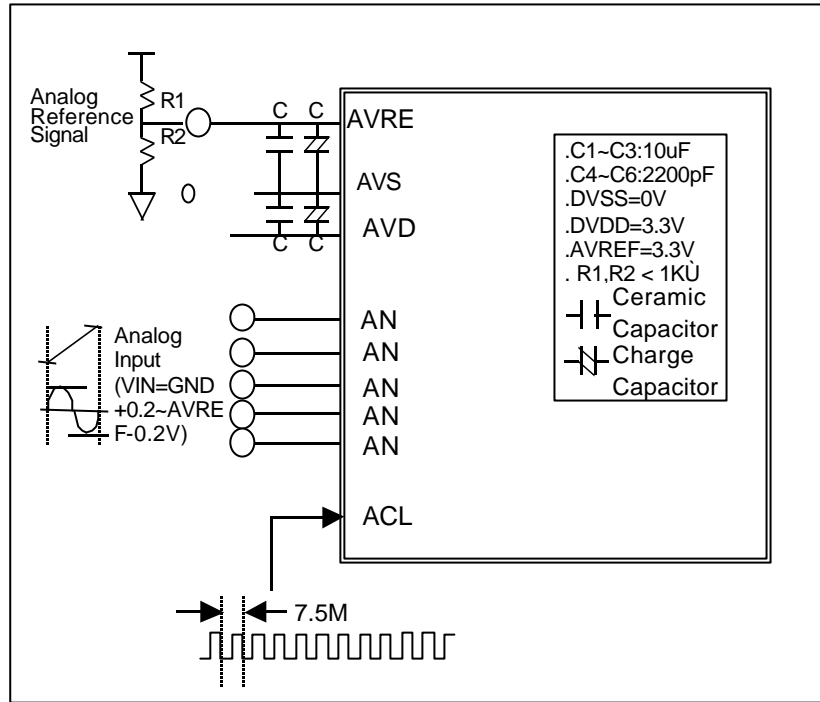 Analog
Reference
Signal
R1
R2
0
C C
AVRE
AVS
AVD
C C
.C1~C3:10uF
.C4~C6:2200pF
.DVSS=0V
.DVDD=3.3V
.AVREF=3.3V
. R1,R2 < 1KÙ
Ceramic
Capacitor
Charge
Capacitor
Analog
Input
(VIN=GND
+0.2~AVRE
F-0.2V)
AN
AN
AN
AN
AN
ACL
7.5M